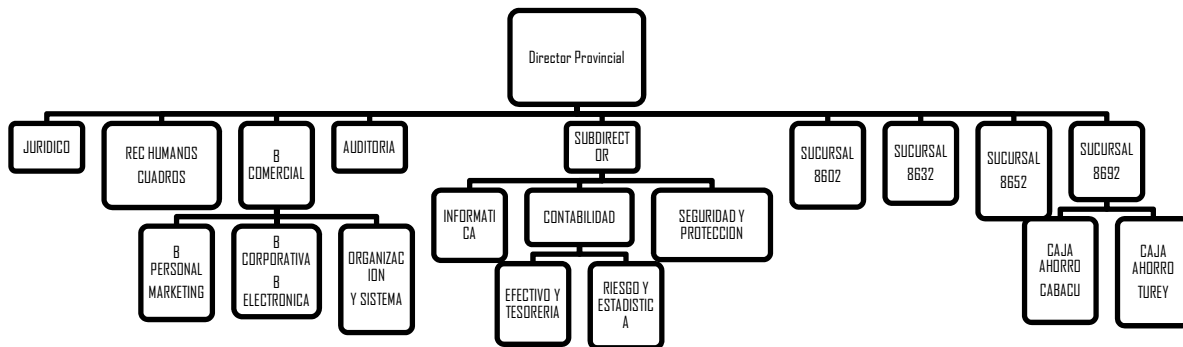 Director Provincial
JURIDICO
REC HUMANOS
CUADROS
B
COMERCIAL
AUDITORIA
SUBDIRECT
OR
SUCURSAL
8602
SUCURSAL
8632
SUCURSAL
8652
SUCURSAL
8692
B
PERSONAL
MARKETING
B
CORPORATIVA
B
ELECTRONICA
ORGANIZAC
ION
Y SISTEMA
INFORMATI
CA
CONTABILIDAD
SEGURIDAD Y
PROTECCION
EFECTIVO Y
TESORERIA
RIESGO Y
ESTADISTIC
A
CAJA
AHORRO
CABACU
CAJA
AHORRO
TUREY